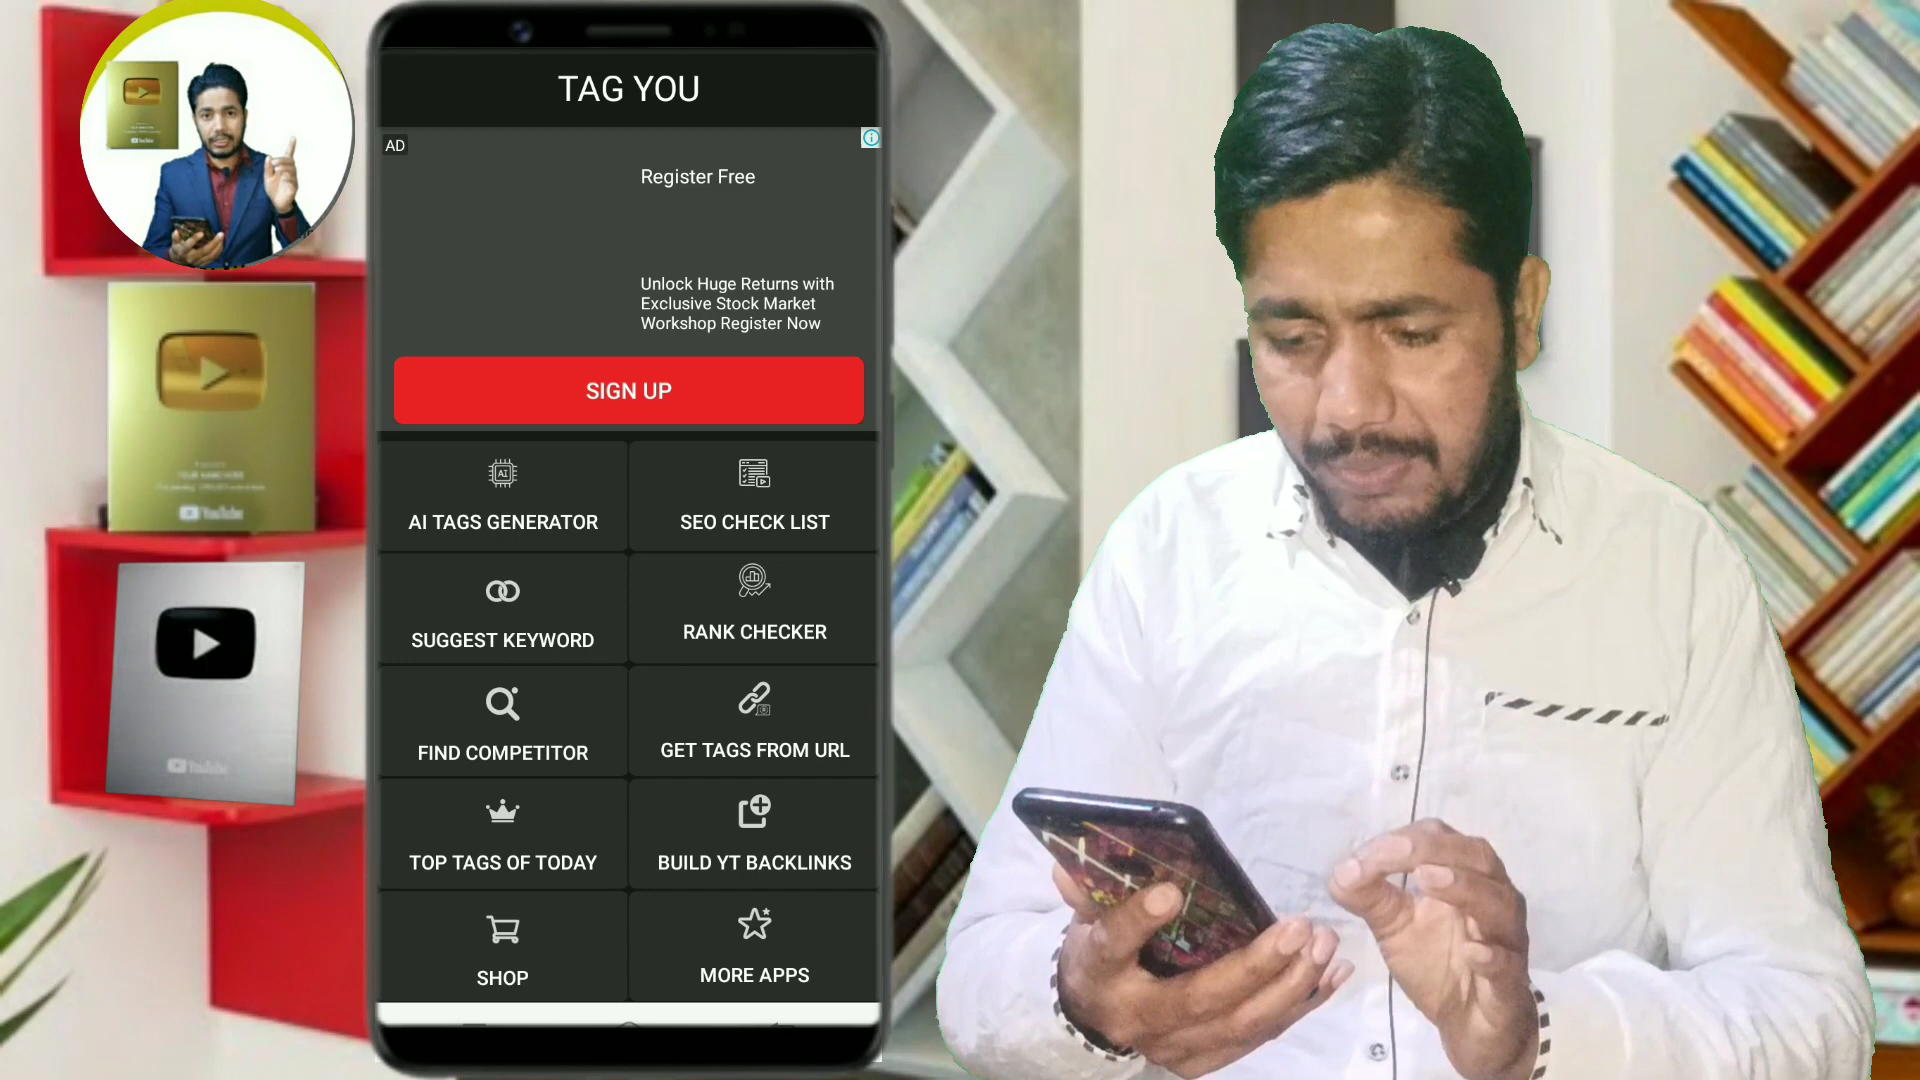 TAG YOU
AD
Register Free
Unlock Huge Returns with
Exclusive Stock Market
Workshop Register Now
SIGN UP
AI TAGS GENERATOR
SEO CHECK LIST
SUGGEST KEYWORD
RANK CHECKER
FIND COMPETITOR
GET TAGS FROM URL
TOP TAGS OF TODAY
BUILD YT BACKLINKS
SHOP
MORE APPS
YouTube
YouTube